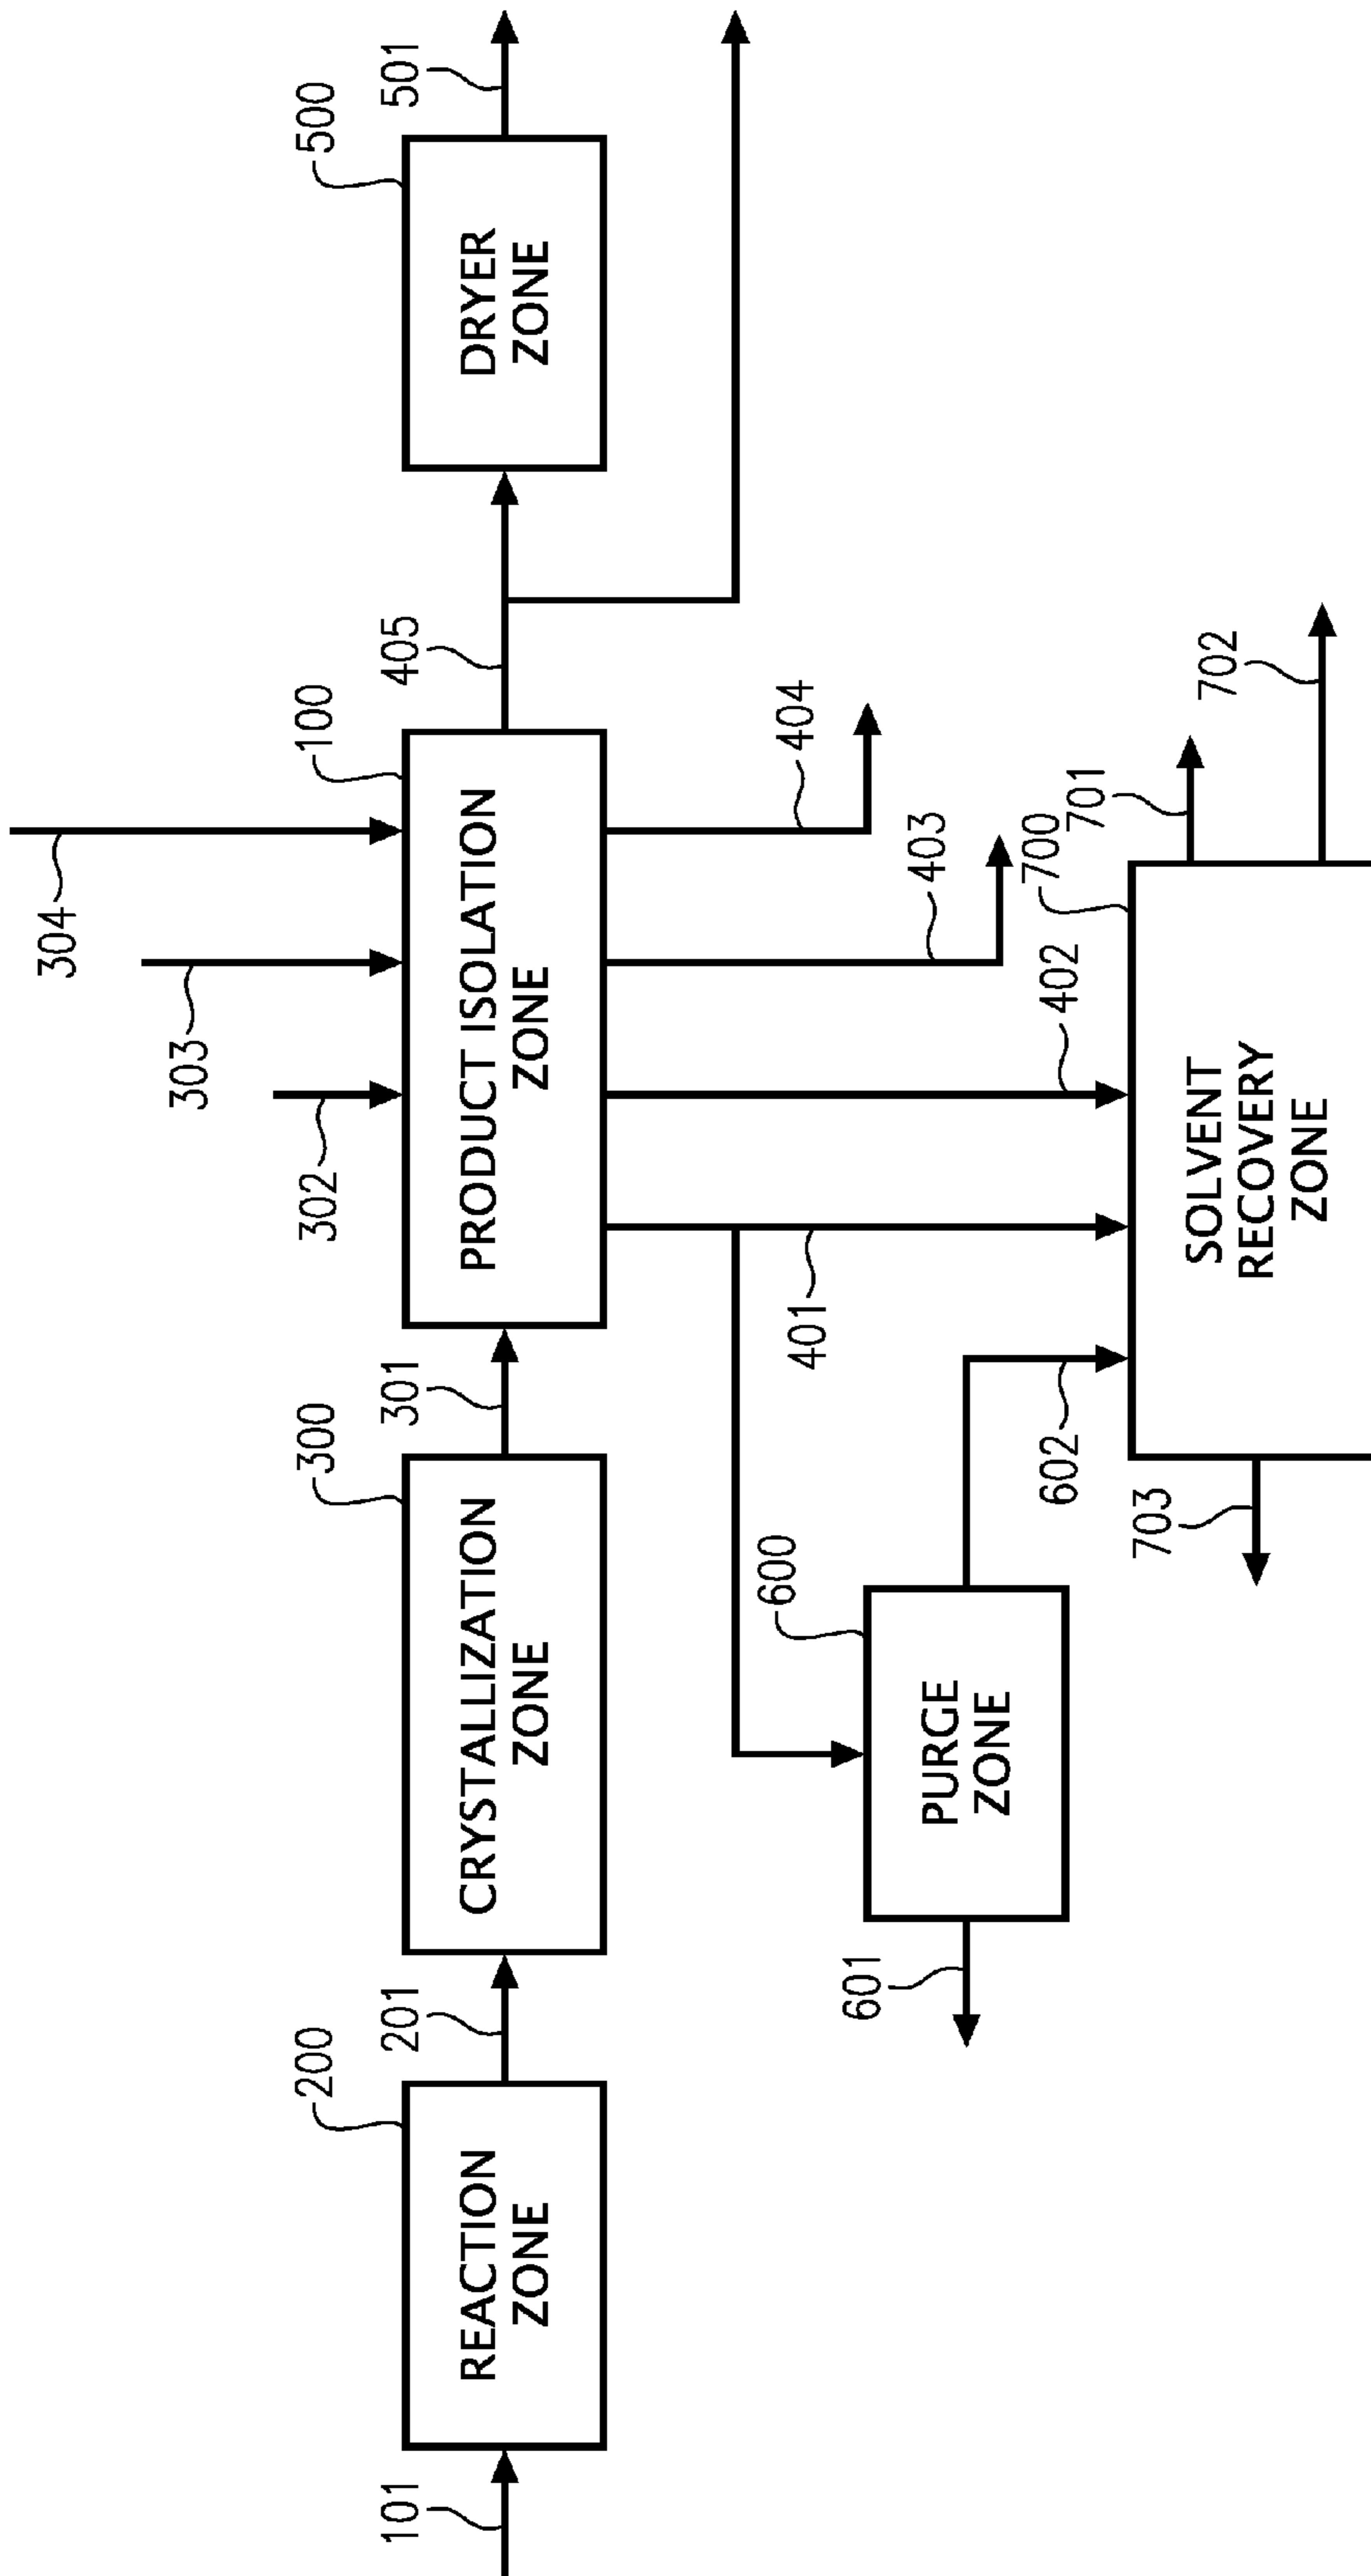 304
303
302
101
200
REACTION
ZONE
201
300
CRYSTALLIZATION
ZONE
301
100
PRODUCT ISOLATION
ZONE
405
500
DRYER
ZONE
501
601
600
PURGE
ZONE
602
401
402
403
404
703
700
SOLVENT
RECOVERY
ZONE
701
702